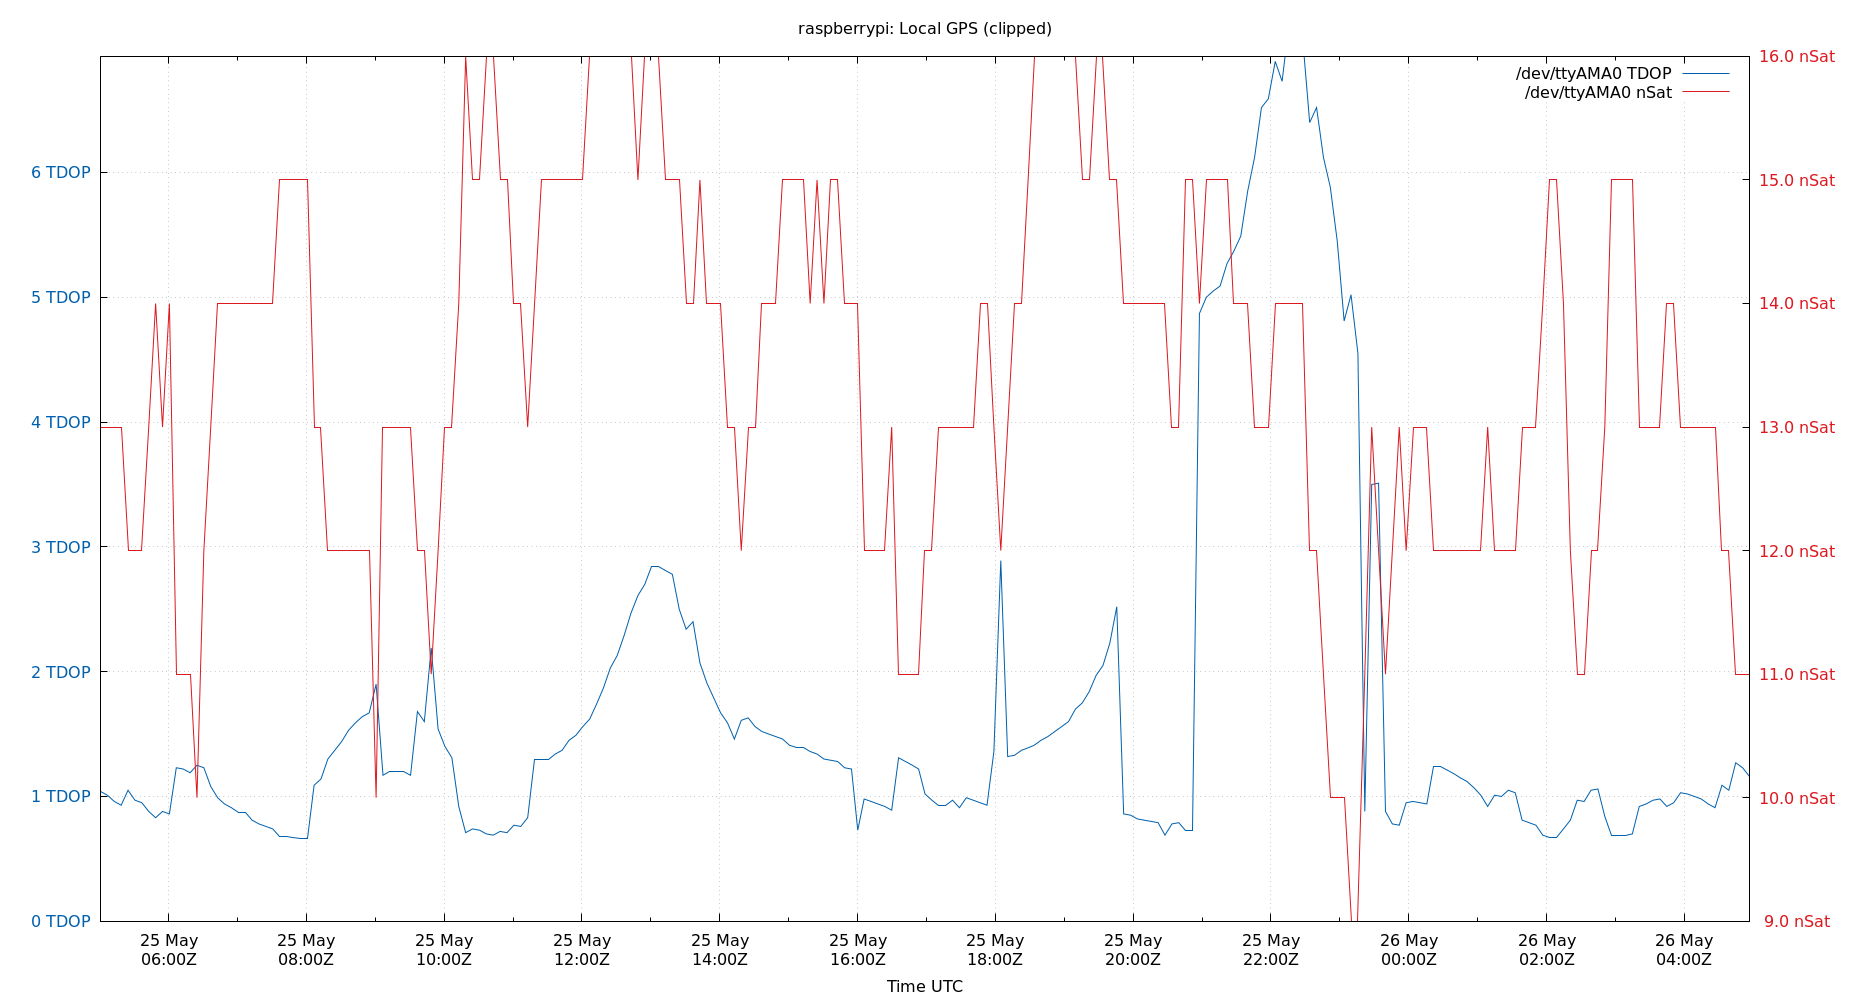 raspberrypi: Local GPS (clipped)
16.0 nSat
/dev/ttyAMA0 TDOP
/dev/ttyAMA0 nSat
6 TDOP
15.0 nSat
5 TDOP
14.0 nSat
4 TDOP
13.0 nSat
3 TDOP
12.0 nSat
2 TDOP
11.0 nSat
1 TDOP
10.0 nSat
0 TDOP
9.0 nSat
25 May 25 May 25 May 25 May 25 May 25 May 25 May 25 May 25 May 26 May 26 May 26 May
06:00Z 08:00Z 10:00Z 12:00Z 14:00Z 16:00Z 18:00Z 20:00Z 22:00Z 00:00Z 02:00Z 04:00Z
Time UTC